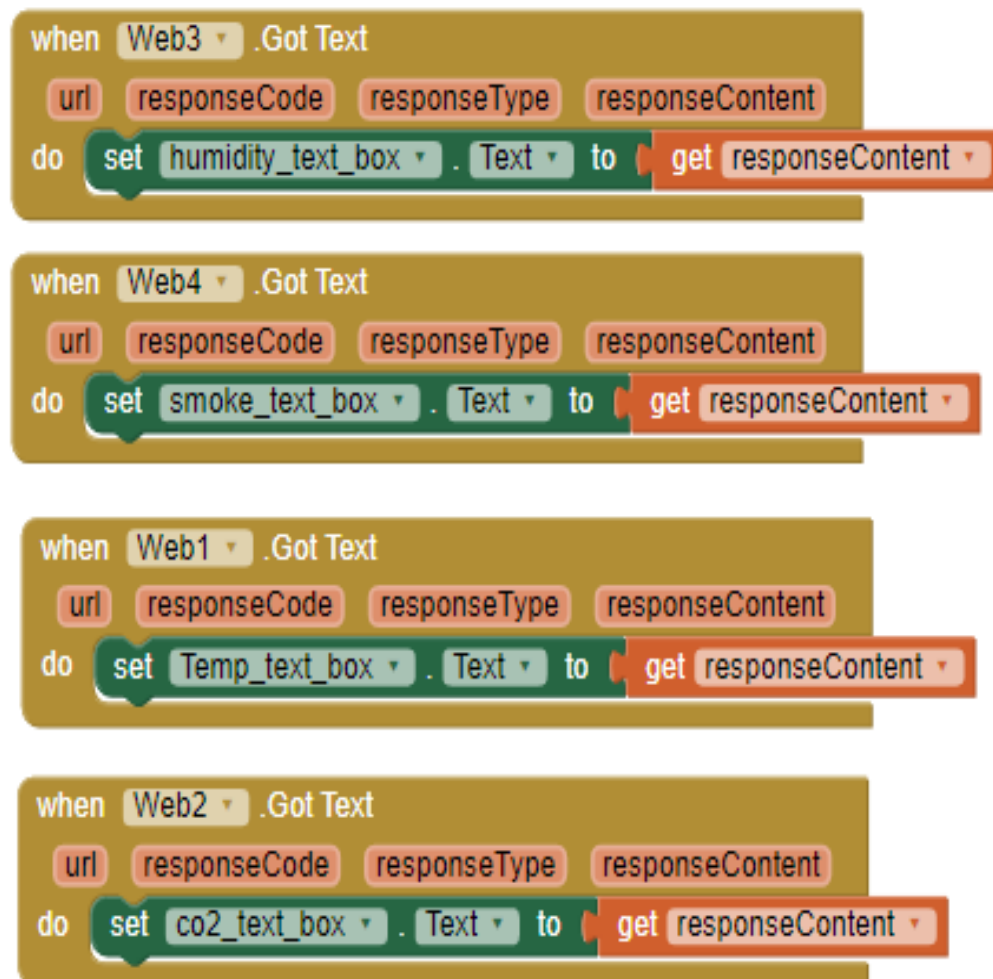 when Web3 .Got Text
url responseCode responseType responseContent
do set humidity_text_box . Text to get responseContent
when Web4 .Got Text
url responseCode responseType responseContent
do set smoke_text_box . Text to get responseContent
when Web1 .Got Text
url responseCode responseType responseContent
do set Temp_text_box . Text to get responseContent
when Web2 .Got Text
url responseCode responseType responseContent
do set co2_text_box . Text to get responseContent